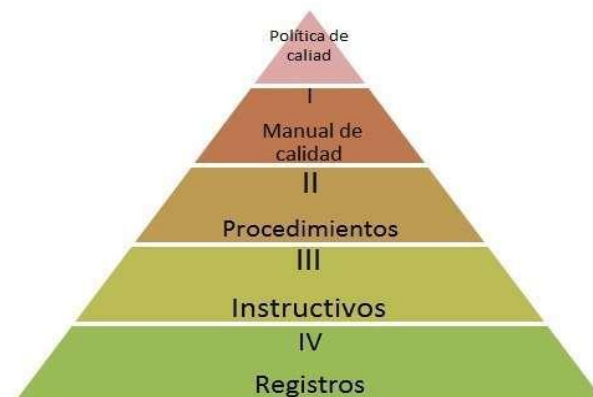 Política de
caliad
I
Manual de
calidad
II
Procedimientos
III
Instructivos
IV
Registros